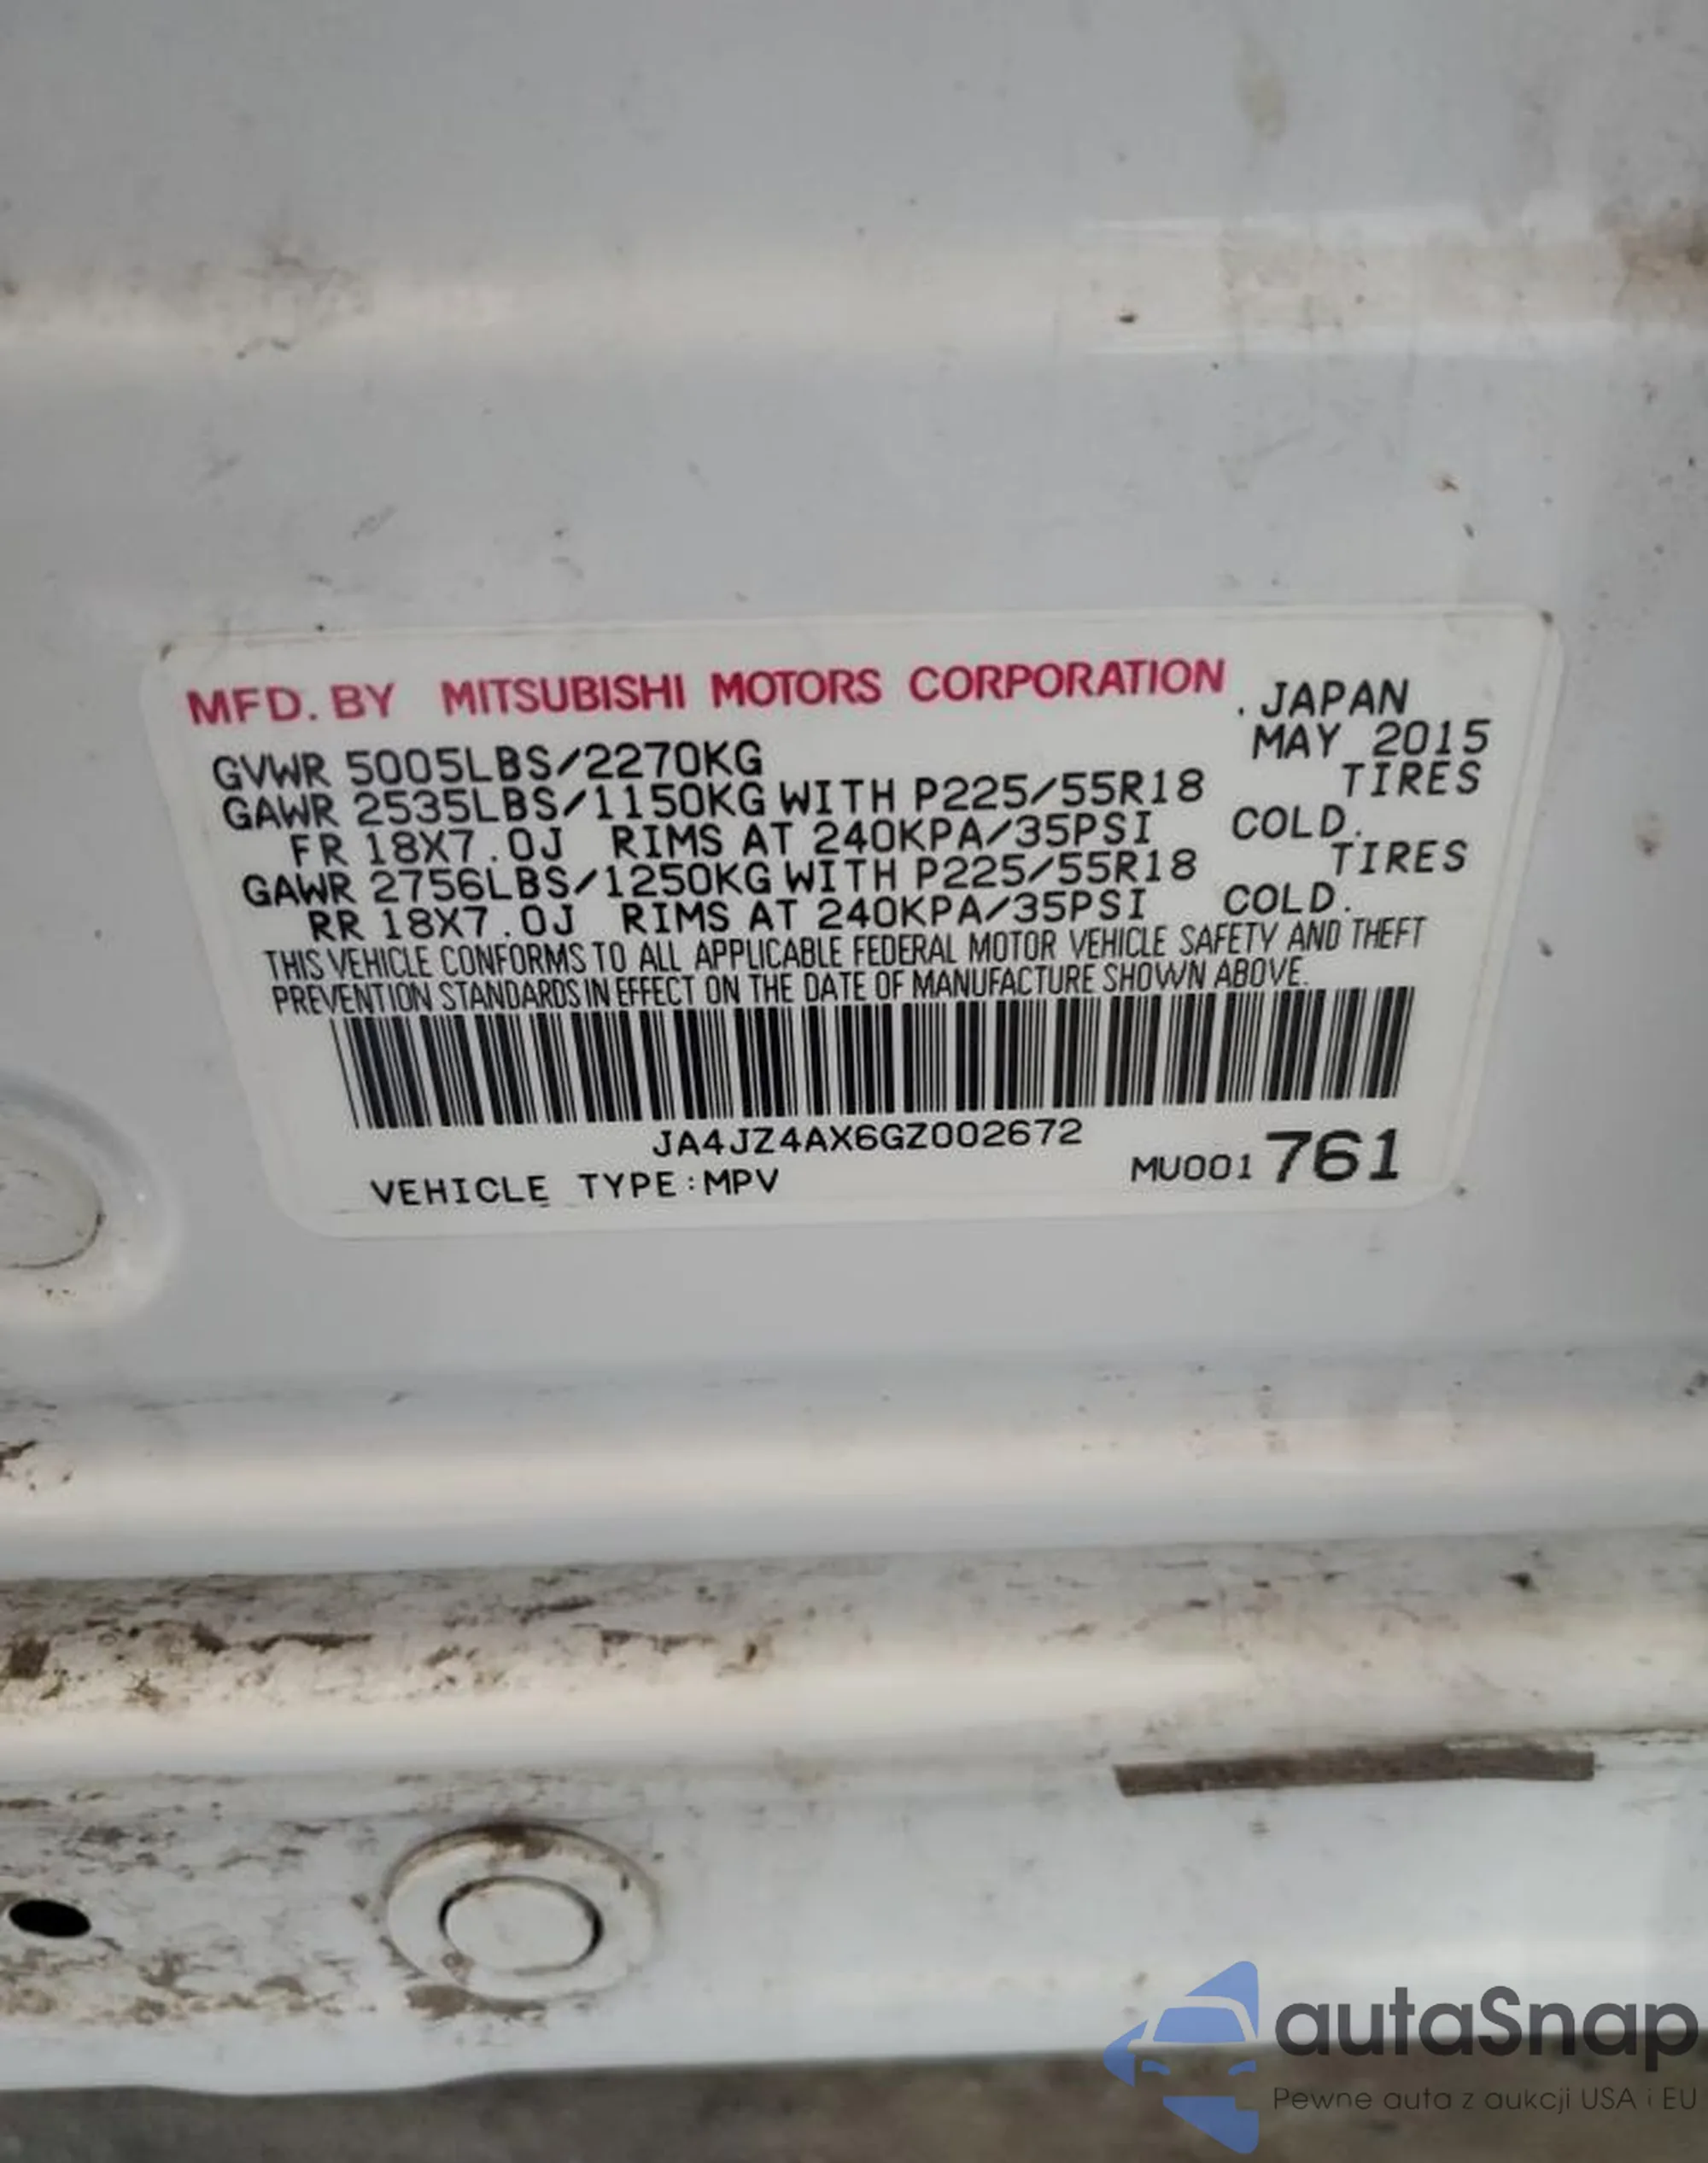 MFD. BY MITSUBISHI MOTORS CORPORATION . JAPAN
GVWR 5005LBS/2270KG MAY 2015
GAWR 2535LBS/1150KG WITH P225/55R18 TIRES
FR 18X7.0J RIMS AT 240KPA/35PSI COLD.
GAWR 2756LBS/1250KG WITH P225/55R18 TIRES
RR 18X7.0J RIMS AT 240KPA/35PSI COLD.
THIS VEHICLE CONFORMS TO ALL APPLICABLE FEDERAL MOTOR VEHICLE SAFETY AND THEFT
PREVENTION STANDARDS IN EFFECT ON THE DATE OF MANUFACTURE SHOWN ABOVE.
JA4JZ4AX6GZ002672
VEHICLE TYPE:MPV MU001 761
autaSnap
Pewne auta z aukcji USA i EU